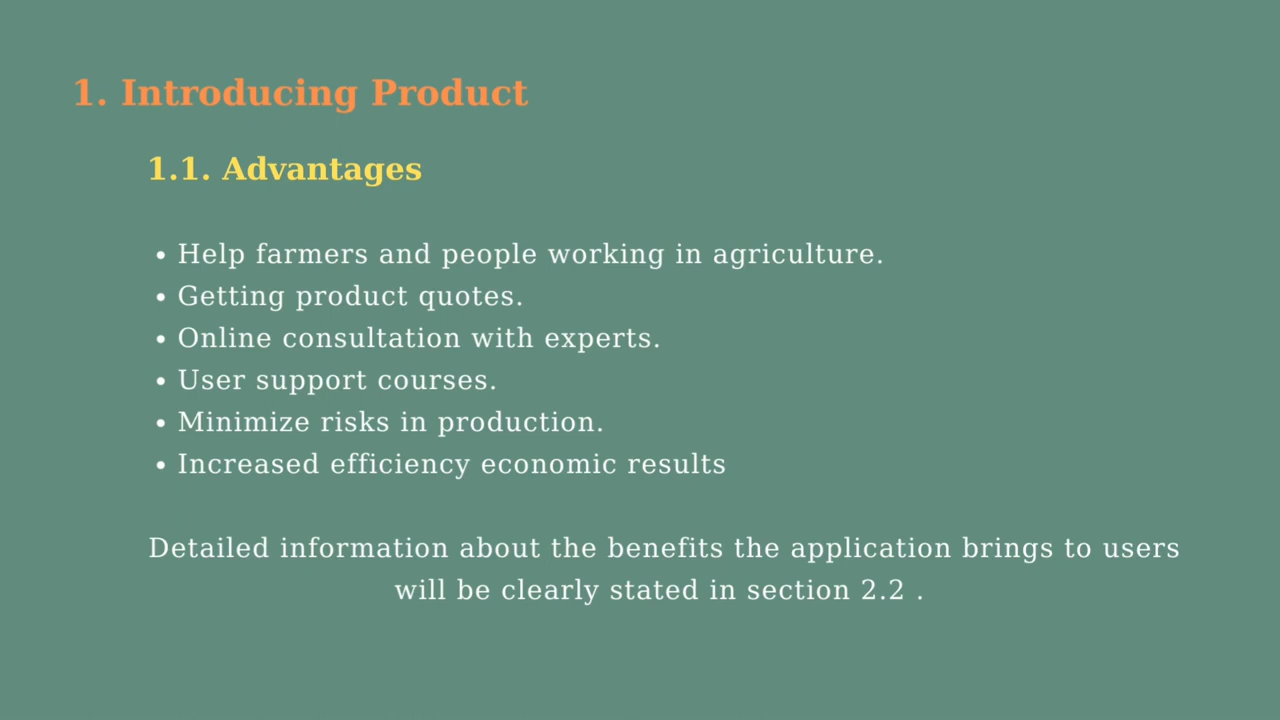 1. Introducing Product
1.1. Advantages
• Help farmers and people working in agriculture.
• Getting product quotes.
• Online consultation with experts.
• User support courses.
• Minimize risks in production.
• Increased efficiency economic results
Detailed information about the benefits the application brings to users
will be clearly stated in section 2.2 .